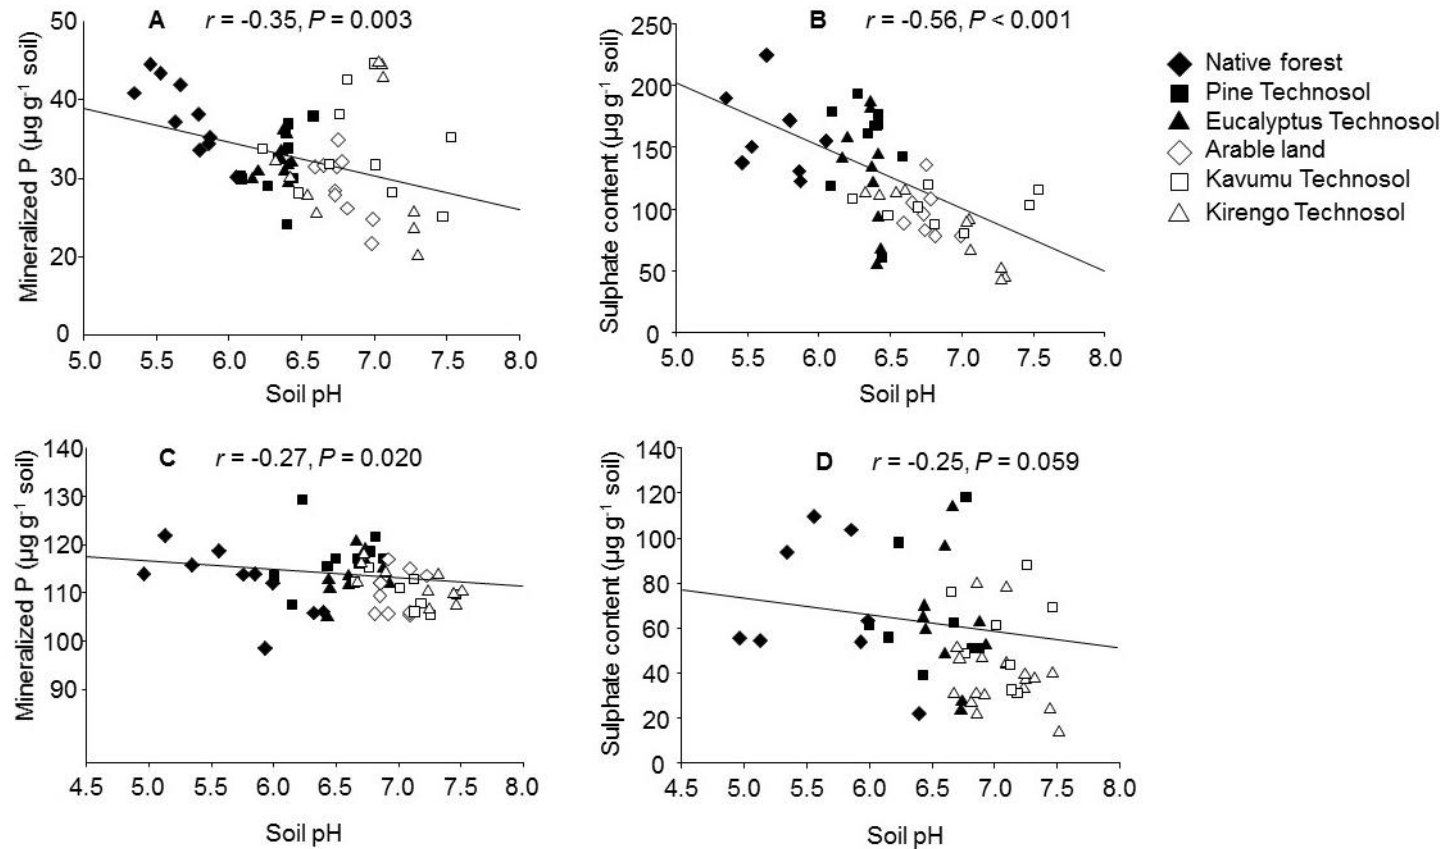 A r = -0.35, P = 0.003
Mineralized P (µg g⁻¹ soil)
50
40
30
20
0
5.0 5.5 6.0 6.5 7.0 7.5 8.0
Soil pH
B r = -0.56, P < 0.001
Sulphate content (µg g⁻¹ soil)
250
200
150
100
50
0
5.0 5.5 6.0 6.5 7.0 7.5 8.0
Soil pH
Native forest
Pine Technosol
Eucalyptus Technosol
Arable land
Kavumu Technosol
Kirengo Technosol
C r = -0.27, P = 0.020
Mineralized P (µg g⁻¹ soil)
140
130
120
110
100
90
4.5 5.0 5.5 6.0 6.5 7.0 7.5 8.0
Soil pH
D r = -0.25, P = 0.059
Sulphate content (µg g⁻¹ soil)
140
120
100
80
60
40
20
0
4.5 5.0 5.5 6.0 6.5 7.0 7.5 8.0
Soil pH